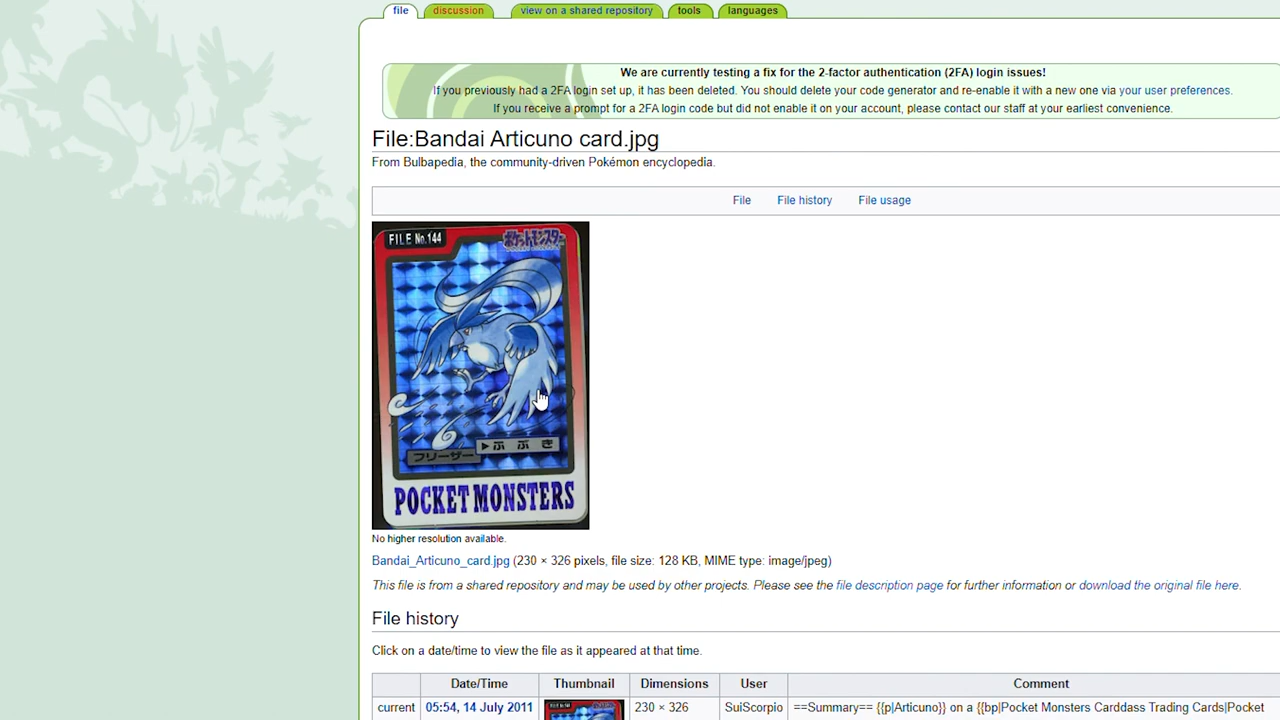 file
discussion
view on a shared repository
tools
languages
We are currently testing a fix for the 2-factor authentication (2FA) login issues!
If you previously had a 2FA login set up, it has been deleted. You should delete your code generator and re-enable it with a new one via your user preferences.
If you receive a prompt for a 2FA login code but did not enable it on your account, please contact our staff at your earliest convenience.
File:Bandai Articuno card.jpg
From Bulbapedia, the community-driven Pokémon encyclopedia.
File
File history
File usage
FILE No.144
ポケットモンスター
▶ふぶき
フリーザー
POCKET MONSTERS
No higher resolution available.
Bandai_Articuno_card.jpg (230 × 326 pixels, file size: 128 KB, MIME type: image/jpeg)
This file is from a shared repository and may be used by other projects. Please see the file description page for further information or download the original file here.
File history
Click on a date/time to view the file as it appeared at that time.
Date/Time Thumbnail Dimensions User Comment
current 05:54, 14 July 2011 230 × 326 SuiScorpio ==Summary== {{p|Articuno}} on a {{bp|Pocket Monsters Carddass Trading Cards|Pocket